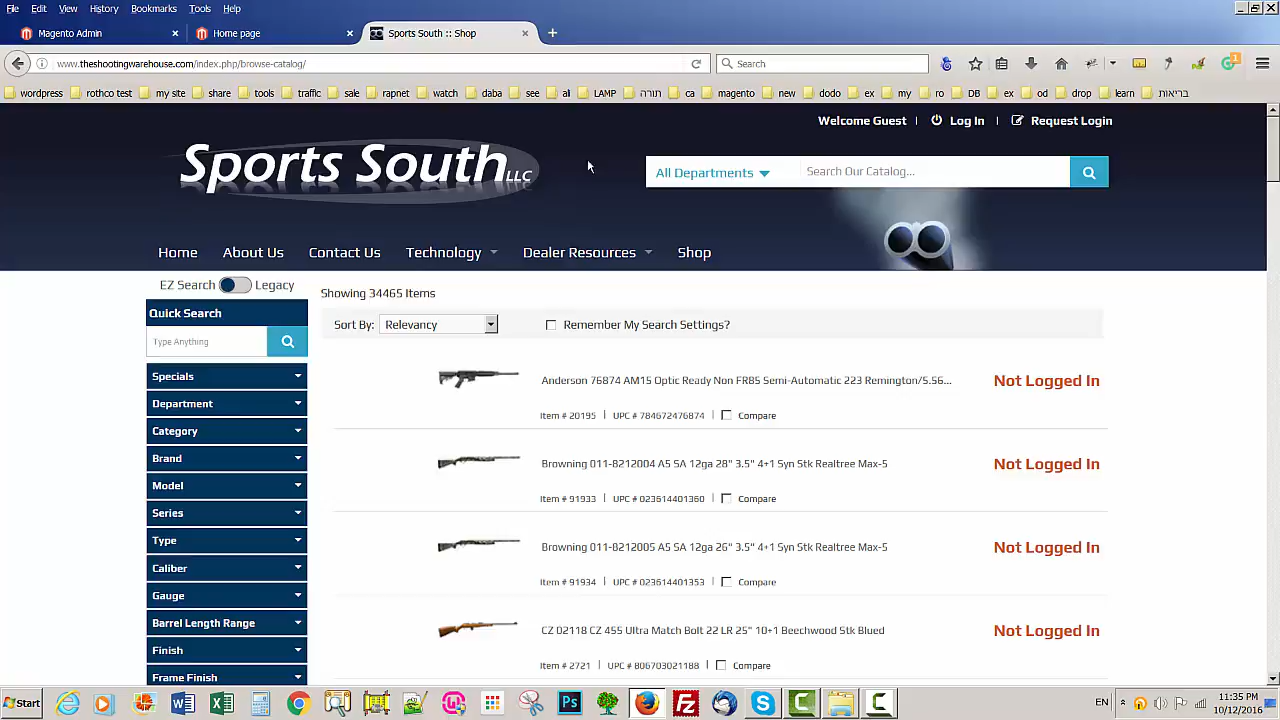 File Edit View History Bookmarks Tools Help
Magento Admin × Home page × Sports South :: Shop × +
www.theshootingwarehouse.com/index.php/browse-catalog/ Search
wordpress rothco test my site share tools traffic sale rapnet watch daba see ali LAMP תורה ca magento new dodo ex my ro DB ex od drop learn בריאות
Welcome Guest | Log In | Request Login
Sports South LLC
All Departments Search Our Catalog...
Home About Us Contact Us Technology Dealer Resources Shop
EZ Search Legacy
Showing 34465 Items
Quick Search
Sort By: Relevancy Remember My Search Settings?
Type Anything
Specials
Department
Category
Brand
Model
Series
Type
Caliber
Gauge
Barrel Length Range
Finish
Frame Finish
Anderson 76874 AM15 Optic Ready Non FR85 Semi-Automatic 223 Remington/5.56... Not Logged In
Item # 20195 | UPC # 784672476874 | Compare
Browning 011-8212004 A5 SA 12ga 28" 3.5" 4+1 Syn Stk Realtree Max-5 Not Logged In
Item # 91933 | UPC # 023614401360 | Compare
Browning 011-8212005 A5 SA 12ga 26" 3.5" 4+1 Syn Stk Realtree Max-5 Not Logged In
Item # 91934 | UPC # 023614401353 | Compare
CZ 02118 CZ 455 Ultra Match Bolt 22 LR 25" 10+1 Beechwood Stk Blued Not Logged In
Item # 2721 | UPC # 806703021188 | Compare
Start EN 11:35 PM
10/12/2016